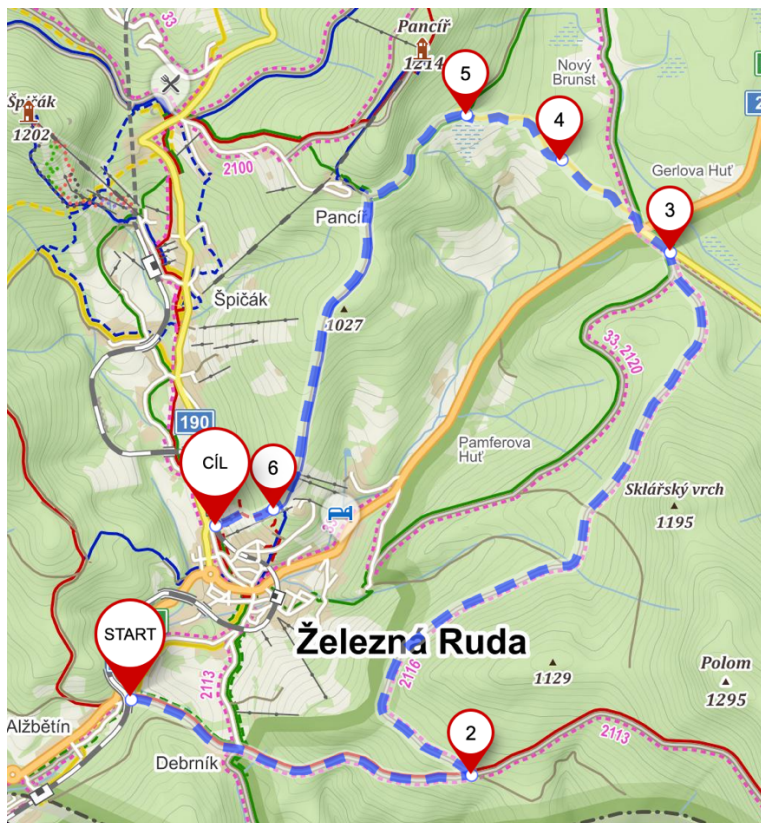 33
Pancíř
1214
5
Nový
Brunst
Špičák
1202
4
2100
Gerlova Huť
2
3
Pancíř
Špičák
1027
33, 2120
190
CÍL
6
Pamferova
Huť
Sklářský vrch
1195
START
Železná Ruda
2113
2116
1129
Polom
1295
Alžbětín
2
2113
Debrník